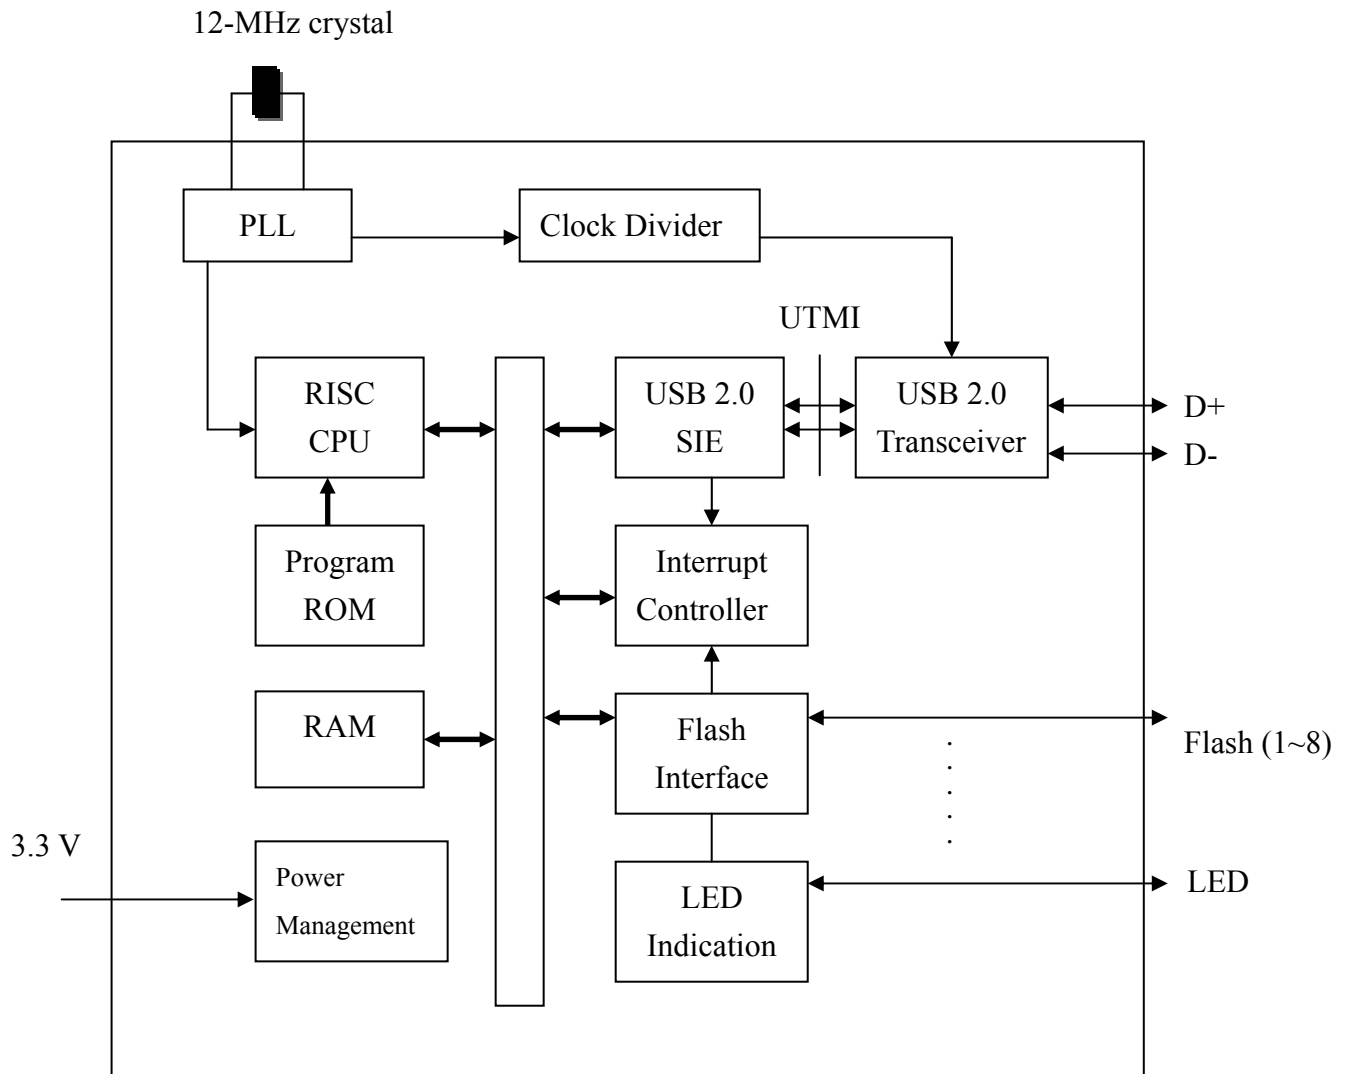 12-MHz crystal
PLL
Clock Divider
UTMI
RISC
CPU
USB 2.0
SIE
USB 2.0
Transceiver
D+
D-
Program
ROM
Interrupt
Controller
RAM
Flash
Interface
Flash (1~8)
3.3 V
Power
Management
LED
Indication
LED